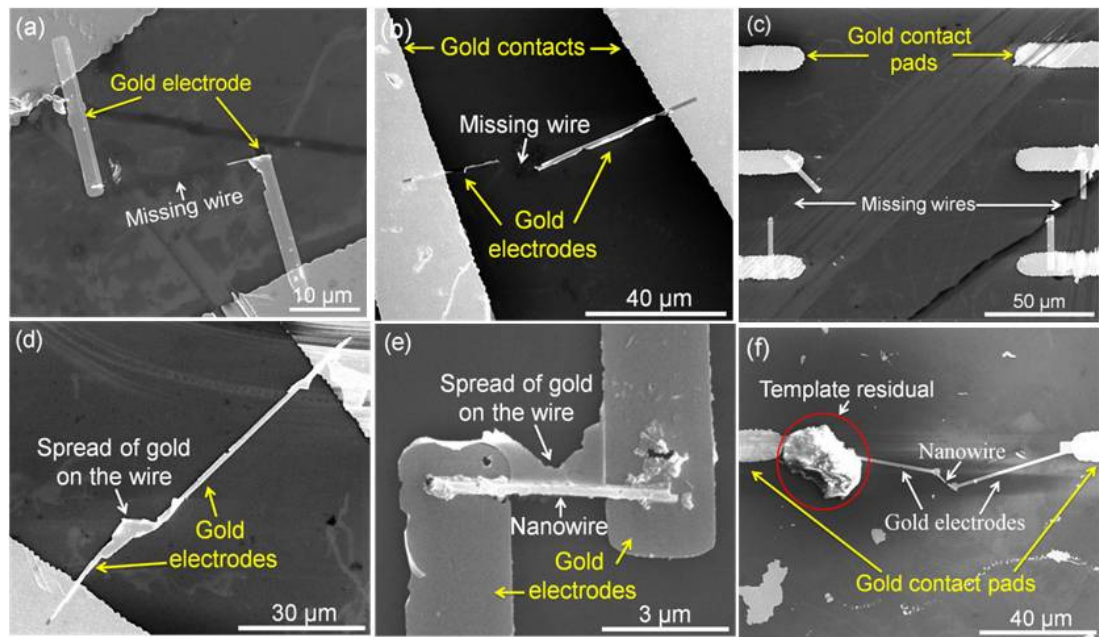 (a)
Gold electrode
Missing wire
10 μm
(b)
Gold contacts
Missing wire
Gold
electrodes
40 μm
(c)
Gold contact
pads
Missing wires
50 μm
(d)
Spread of gold
on the wire
Gold
electrodes
30 μm
(e)
Spread of gold
on the wire
Nanowire
Gold
electrodes
3 μm
(f)
Template residual
Nanowire
Gold electrodes
Gold contact pads
40 μm